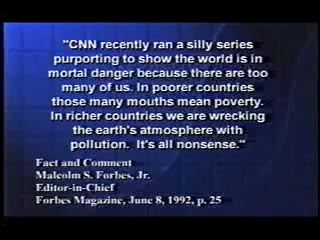 "CNN recently ran a silly series
purporting to show the world is in
mortal danger because there are too
many of us. In poorer countries
those many mouths mean poverty.
In richer countries we are wrecking
the earth's atmosphere with
pollution.  It's all nonsense."
Fact and Comment
Malcolm S. Forbes, Jr.
Editor-in-Chief
Forbes Magazine, June 8, 1992, p. 25